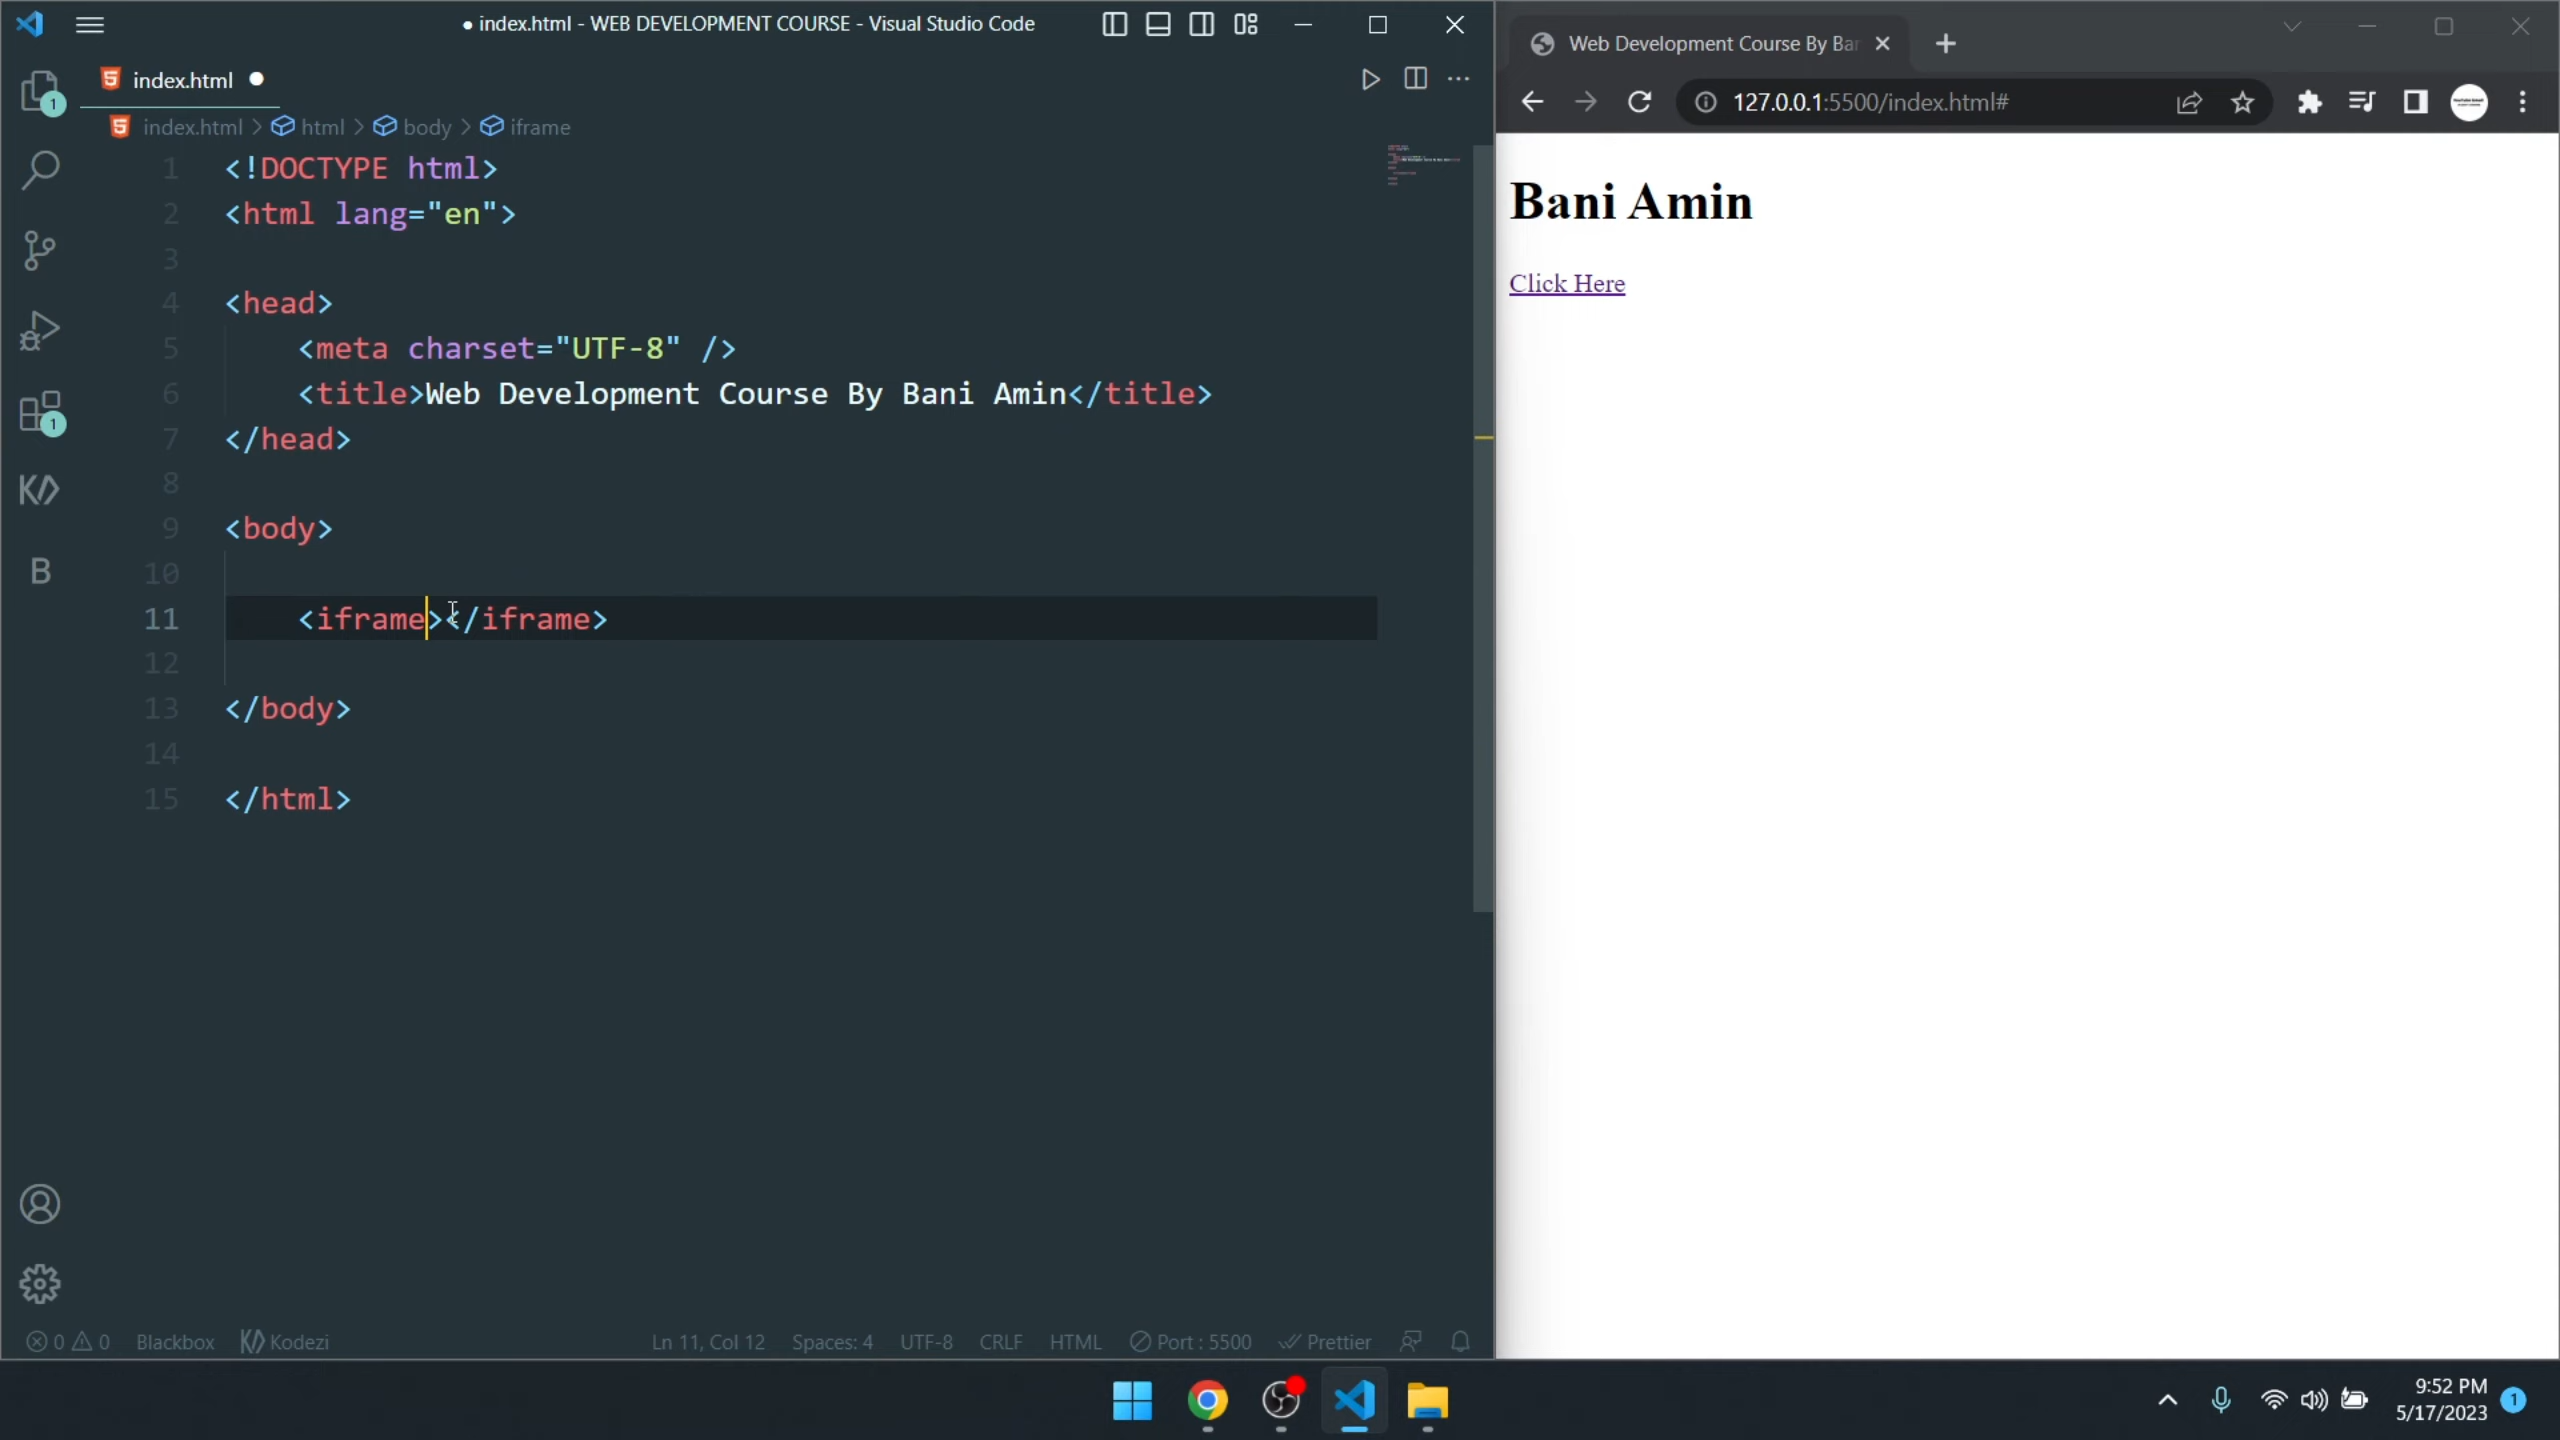 ● index.html - WEB DEVELOPMENT COURSE - Visual Studio Code
index.html ●
index.html > html > body > iframe
1 <!DOCTYPE html>
2 <html lang="en">
3
4 <head>
5 <meta charset="UTF-8" />
6 <title>Web Development Course By Bani Amin</title>
7 </head>
8
9 <body>
10
11 <iframe></iframe>
12
13 </body>
14
15 </html>
1
1
B
0 0 Blackbox Kodezi Ln 11, Col 12 Spaces: 4 UTF-8 CRLF HTML Port : 5500 Prettier
Web Development Course By Bar
127.0.0.1:5500/index.html#
Bani Amin
Click Here
9:52 PM
5/17/2023
1